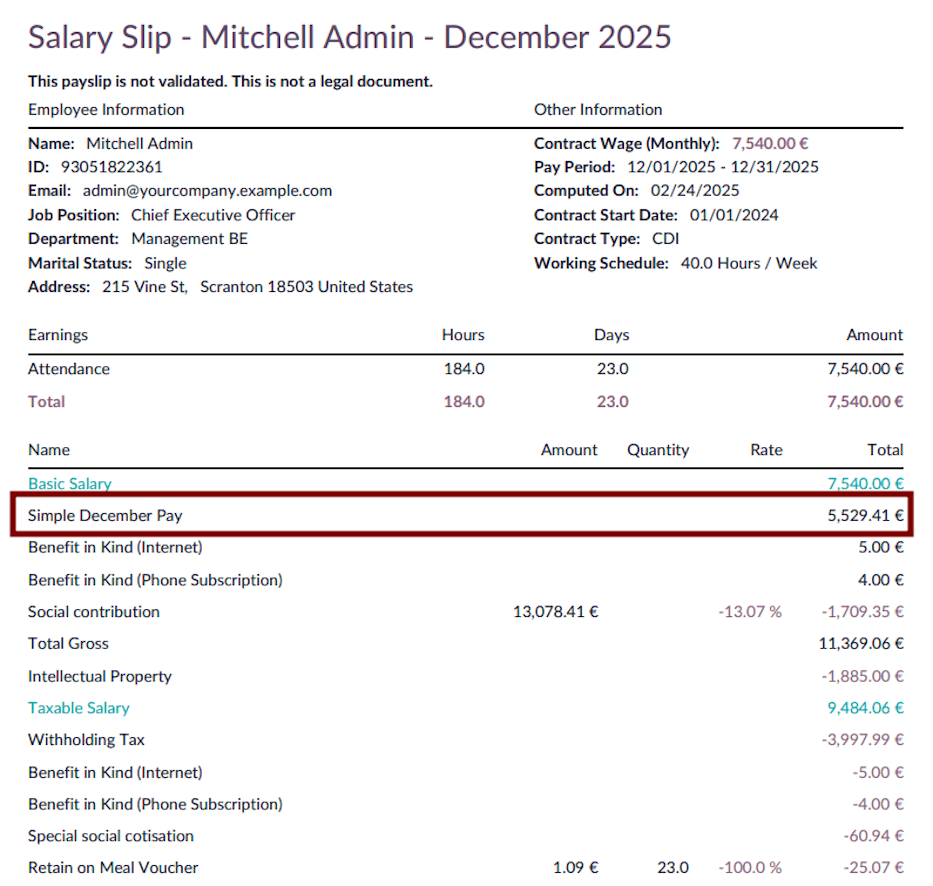 Salary Slip - Mitchell Admin - December 2025
This payslip is not validated. This is not a legal document.
Employee Information Other Information
Name: Mitchell Admin Contract Wage (Monthly): 7,540.00 €
ID: 93051822361 Pay Period: 12/01/2025 - 12/31/2025
Email: admin@yourcompany.example.com Computed On: 02/24/2025
Job Position: Chief Executive Officer Contract Start Date: 01/01/2024
Department: Management BE Contract Type: CDI
Marital Status: Single Working Schedule: 40.0 Hours / Week
Address: 215 Vine St, Scranton 18503 United States
Earnings Hours Days Amount
Attendance 184.0 23.0 7,540.00 €
Total 184.0 23.0 7,540.00 €
Name Amount Quantity Rate Total
Basic Salary 7,540.00 €
Simple December Pay 5,529.41 €
Benefit in Kind (Internet) 5.00 €
Benefit in Kind (Phone Subscription) 4.00 €
Social contribution 13,078.41 € -13.07 % -1,709.35 €
Total Gross 11,369.06 €
Intellectual Property -1,885.00 €
Taxable Salary 9,484.06 €
Withholding Tax -3,997.99 €
Benefit in Kind (Internet) -5.00 €
Benefit in Kind (Phone Subscription) -4.00 €
Special social cotisation -60.94 €
Retain on Meal Voucher 1.09 € 23.0 -100.0 % -25.07 €